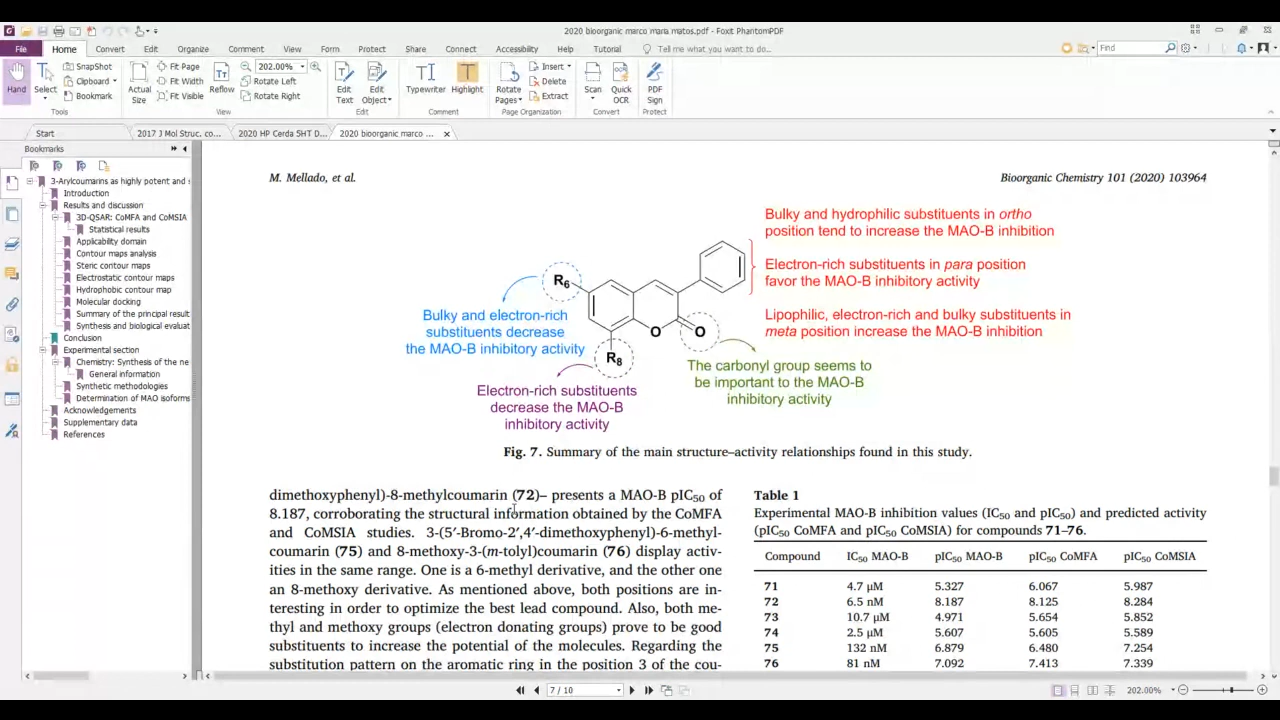 2020 bioorganic marco maria matos.pdf - Foxit PhantomPDF
File Home Convert Edit Organize Comment View Form Protect Share Connect Accessibility Help Tutorial Tell me what you want to do... Find
Hand
Select
SnapShot
Clipboard
Bookmark
Tools
Actual Size
Fit Page
Fit Width
Fit Visible
Reflow
202.00%
Rotate Left
Rotate Right
View
Edit Text
Edit Object
Edit
Typewriter
Highlight
Comment
Rotate Pages
Insert
Delete
Extract
Page Organization
Scan
Quick OCR
Convert
PDF Sign
Protect
Start 2017 J Mol Struc. co... 2020 HP Cerda 5HT D... 2020 bioorganic marco ...
Bookmarks
3-Arylcoumarins as highly potent and s
Introduction
Results and discussion
3D-QSAR: CoMFA and CoMSIA
Statistical results
Applicability domain
Contour maps analysis
Steric contour maps
Electrostatic contour maps
Hydrophobic contour map
Molecular docking
Summary of the principal result
Synthesis and biological evaluat
Conclusion
Experimental section
Chemistry: Synthesis of the ne
General information
Synthetic methodologies
Determination of MAO isoforms
Acknowledgements
Supplementary data
References
M. Mellado, et al.
Bioorganic Chemistry 101 (2020) 103964
Bulky and hydrophilic substituents in ortho
position tend to increase the MAO-B inhibition
Electron-rich substituents in para position
favor the MAO-B inhibitory activity
Lipophilic, electron-rich and bulky substituents in
meta position increase the MAO-B inhibition
R6
O O
R8
Bulky and electron-rich
substituents decrease
the MAO-B inhibitory activity
Electron-rich substituents
decrease the MAO-B
inhibitory activity
The carbonyl group seems to
be important to the MAO-B
inhibitory activity
Fig. 7. Summary of the main structure–activity relationships found in this study.
dimethoxyphenyl)-8-methylcoumarin (72)– presents a MAO-B pIC50 of
8.187, corroborating the structural information obtained by the CoMFA
and CoMSIA studies. 3-(5′-Bromo-2′,4′-dimethoxyphenyl)-6-methyl-
coumarin (75) and 8-methoxy-3-(m-tolyl)coumarin (76) display activ-
ities in the same range. One is a 6-methyl derivative, and the other one
an 8-methoxy derivative. As mentioned above, both positions are in-
teresting in order to optimize the best lead compound. Also, both me-
thyl and methoxy groups (electron donating groups) prove to be good
substituents to increase the potential of the molecules. Regarding the
substitution pattern on the aromatic ring in the position 3 of the cou-
Table 1
Experimental MAO-B inhibition values (IC50 and pIC50) and predicted activity
(pIC50 CoMFA and pIC50 CoMSIA) for compounds 71–76.
Compound IC50 MAO-B pIC50 MAO-B pIC50 CoMFA pIC50 CoMSIA
71 4.7 μM 5.327 6.067 5.987
72 6.5 nM 8.187 8.125 8.284
73 10.7 μM 4.971 5.654 5.852
74 2.5 μM 5.607 5.605 5.589
75 132 nM 6.879 6.480 7.254
76 81 nM 7.092 7.413 7.339
7 / 10
202.00%